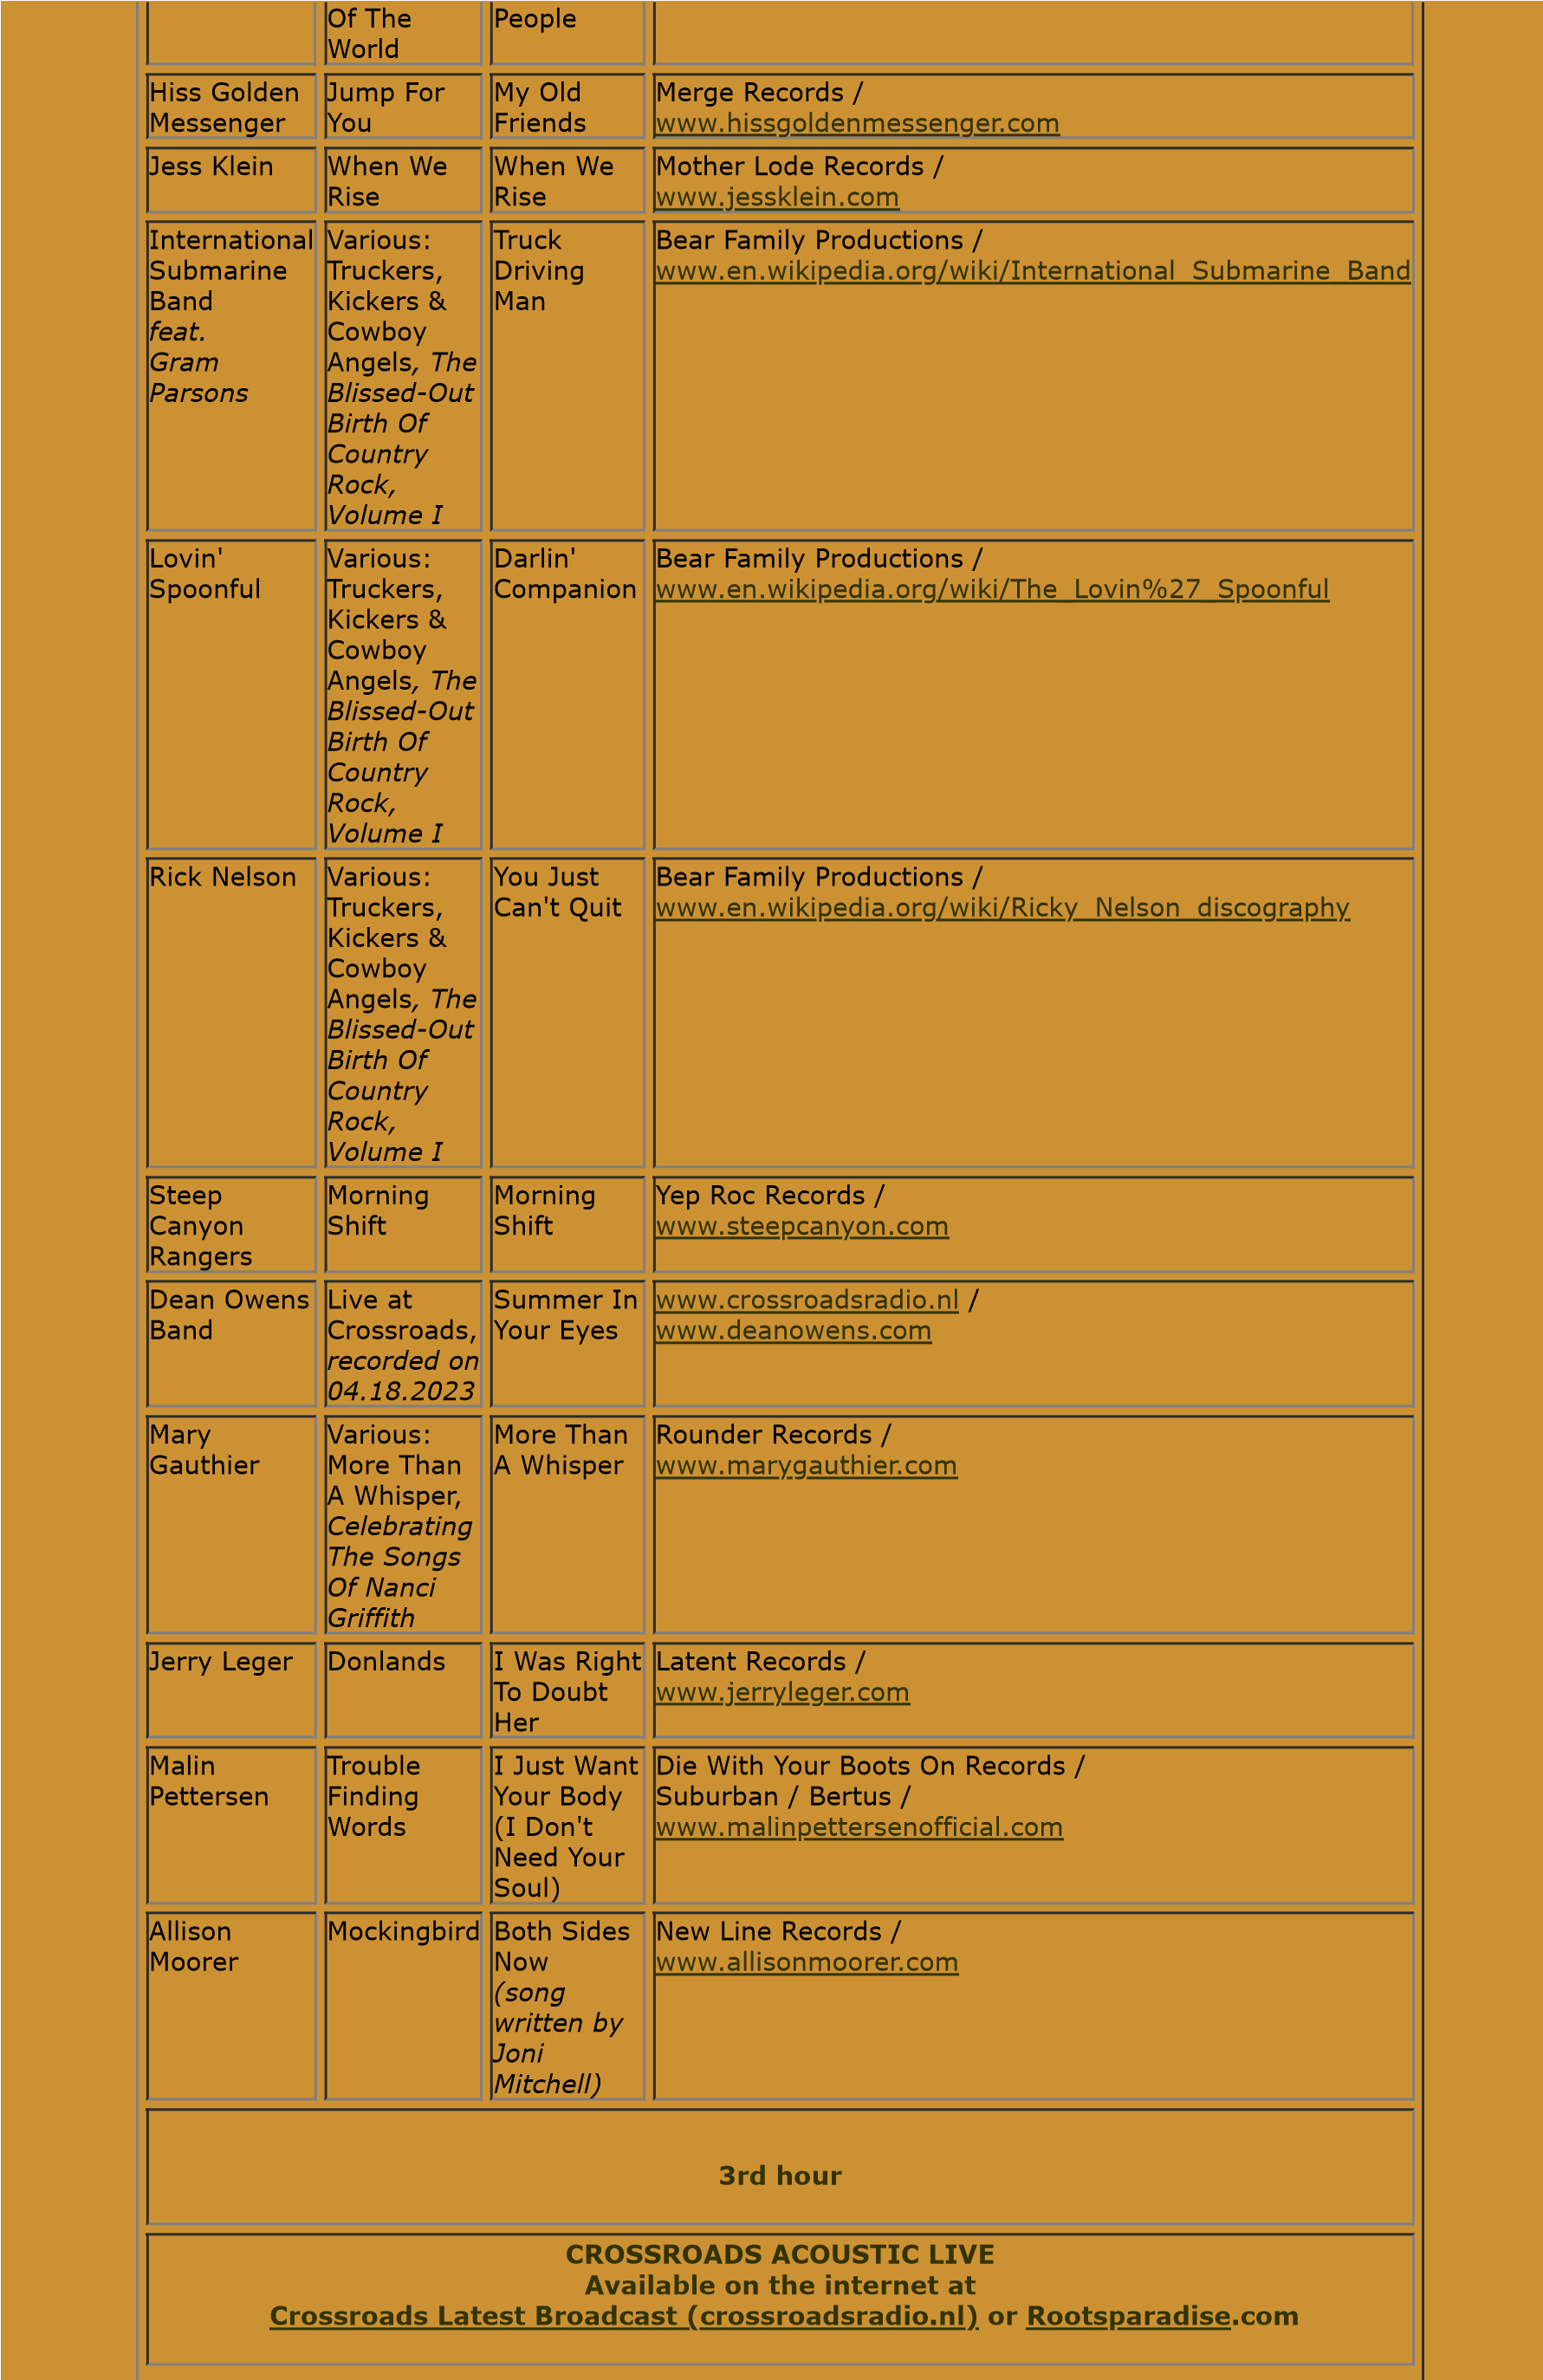 Of The
World
People
Hiss Golden
Messenger
Jump For
You
My Old
Friends
Merge Records /
www.hissgoldenmessenger.com
Jess Klein
When We
Rise
When We
Rise
Mother Lode Records /
www.jessklein.com
International
Submarine
Band
feat.
Gram
Parsons
Various:
Truckers,
Kickers &
Cowboy
Angels, The
Blissed-Out
Birth Of
Country
Rock,
Volume I
Truck
Driving
Man
Bear Family Productions /
www.en.wikipedia.org/wiki/International_Submarine_Band
Lovin'
Spoonful
Various:
Truckers,
Kickers &
Cowboy
Angels, The
Blissed-Out
Birth Of
Country
Rock,
Volume I
Darlin'
Companion
Bear Family Productions /
www.en.wikipedia.org/wiki/The_Lovin%27_Spoonful
Rick Nelson
Various:
Truckers,
Kickers &
Cowboy
Angels, The
Blissed-Out
Birth Of
Country
Rock,
Volume I
You Just
Can't Quit
Bear Family Productions /
www.en.wikipedia.org/wiki/Ricky_Nelson_discography
Steep
Canyon
Rangers
Morning
Shift
Morning
Shift
Yep Roc Records /
www.steepcanyon.com
Dean Owens
Band
Live at
Crossroads,
recorded on
04.18.2023
Summer In
Your Eyes
www.crossroadsradio.nl /
www.deanowens.com
Mary
Gauthier
Various:
More Than
A Whisper,
Celebrating
The Songs
Of Nanci
Griffith
More Than
A Whisper
Rounder Records /
www.marygauthier.com
Jerry Leger
Donlands
I Was Right
To Doubt
Her
Latent Records /
www.jerryleger.com
Malin
Pettersen
Trouble
Finding
Words
I Just Want
Your Body
(I Don't
Need Your
Soul)
Die With Your Boots On Records /
Suburban / Bertus /
www.malinpettersenofficial.com
Allison
Moorer
Mockingbird
Both Sides
Now
(song
written by
Joni
Mitchell)
New Line Records /
www.allisonmoorer.com
3rd hour
CROSSROADS ACOUSTIC LIVE
Available on the internet at
Crossroads Latest Broadcast (crossroadsradio.nl) or Rootsparadise.com